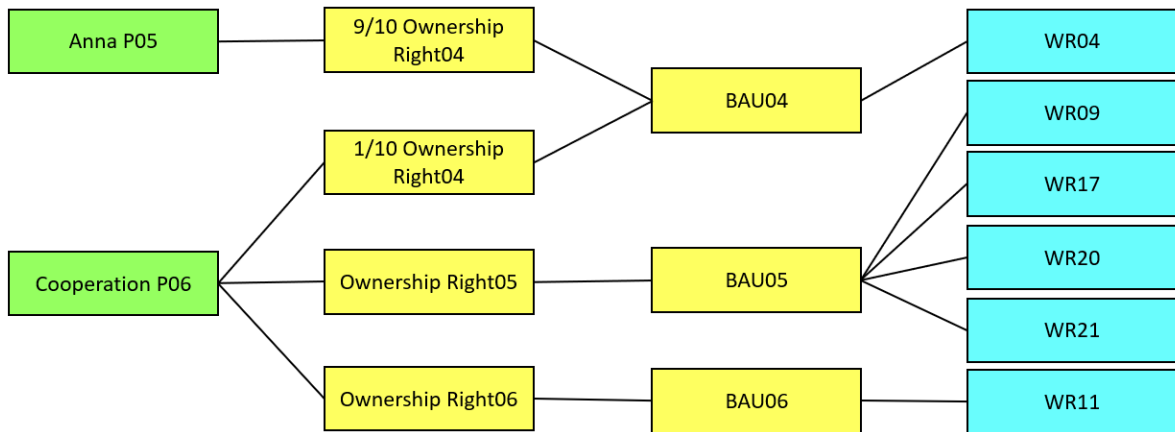 Anna P05
9/10 Ownership
Right04
BAU04
WR04
WR09
1/10 Ownership
Right04
WR17
Cooperation P06
Ownership Right05
BAU05
WR20
WR21
Ownership Right06
BAU06
WR11